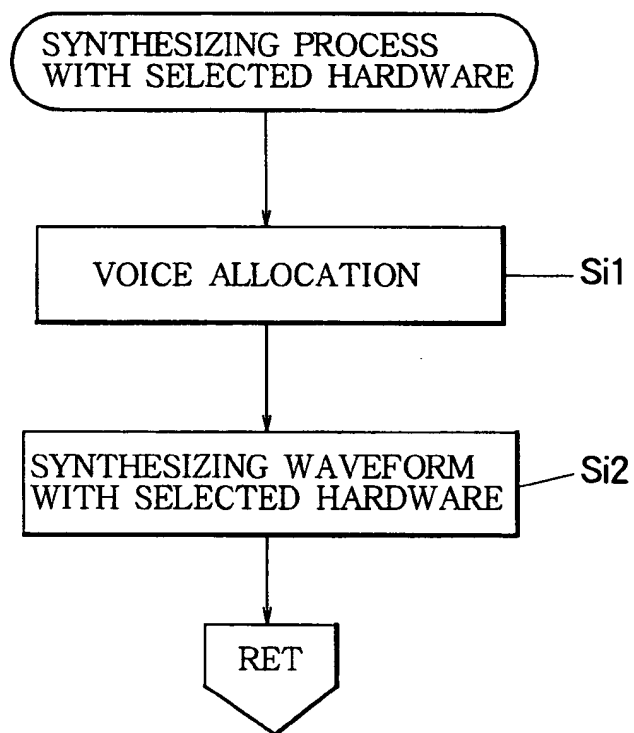 SYNTHESIZING PROCESS
WITH SELECTED HARDWARE
VOICE ALLOCATION
Si1
SYNTHESIZING WAVEFORM
WITH SELECTED HARDWARE
Si2
RET